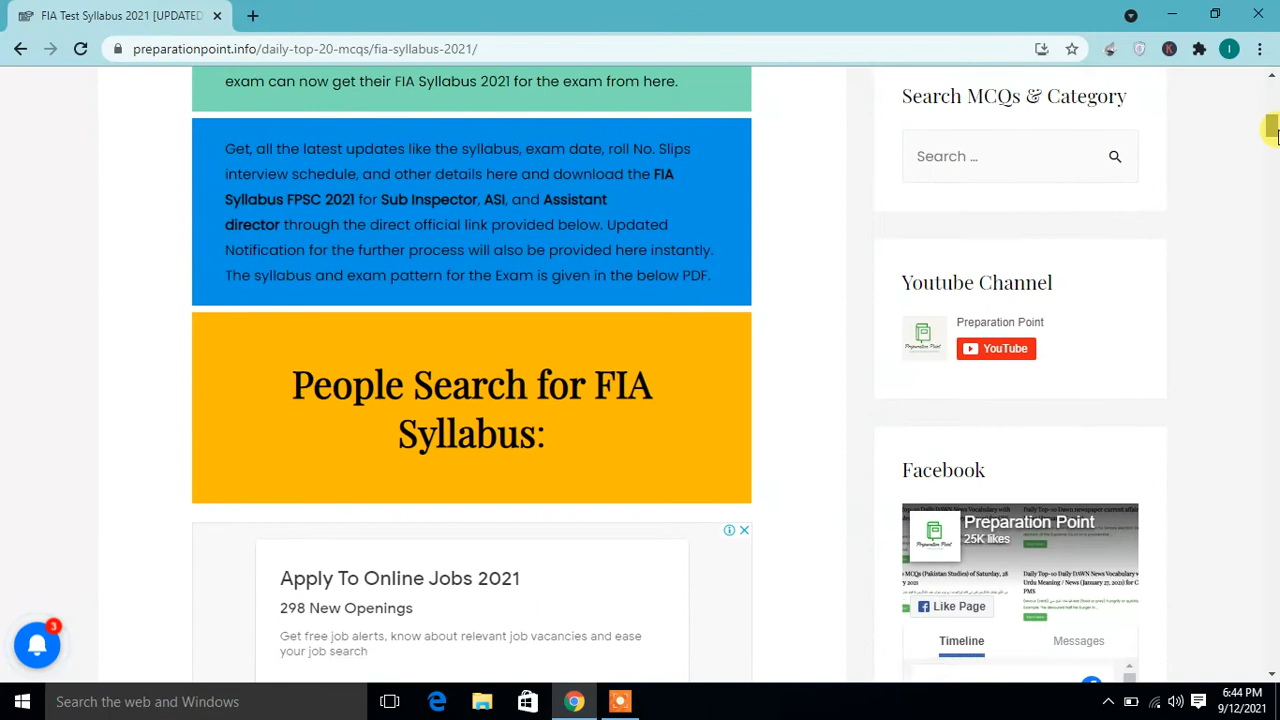 FIA Test Syllabus 2021 [UPDATED
preparationpoint.info/daily-top-20-mcqs/fia-syllabus-2021/
K
I
exam can now get their FIA Syllabus 2021 for the exam from here.
Get, all the latest updates like the syllabus, exam date, roll No. Slips
interview schedule, and other details here and download the FIA
Syllabus FPSC 2021 for Sub Inspector, ASI, and Assistant
director through the direct official link provided below. Updated
Notification for the further process will also be provided here instantly.
The syllabus and exam pattern for the Exam is given in the below PDF.
People Search for FIA
Syllabus:
Apply To Online Jobs 2021
298 New Openings
Get free job alerts, know about relevant job vacancies and ease
your job search
3
Search MCQs & Category
Search ...
Youtube Channel
Preparation Point
YouTube
Facebook
Preparation Point
25K likes
Like Page
Timeline
Messages
Search the web and Windows
6:44 PM
9/12/2021